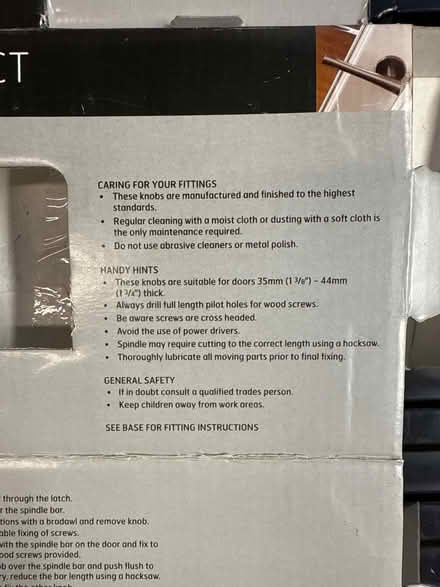 CT
CARING FOR YOUR FITTINGS
• These knobs are manufactured and finished to the highest
standards.
• Regular cleaning with a moist cloth or dusting with a soft cloth is
the only maintenance required.
• Do not use abrasive cleaners or metal polish.
HANDY HINTS
• These knobs are suitable for doors 35mm (1 3/8") – 44mm
(1 3/4") thick.
• Always drill full length pilot holes for wood screws.
• Be aware screws are cross headed.
• Avoid the use of power drivers.
• Spindle may require cutting to the correct length using a hacksaw.
• Thoroughly lubricate all moving parts prior to final fixing.
GENERAL SAFETY
• If in doubt consult a qualified trades person.
• Keep children away from work areas.
SEE BASE FOR FITTING INSTRUCTIONS
through the latch.
r the spindle bar.
tions with a bradawl and remove knob.
able fixing of screws.
with the spindle bar on the door and fix to
ood screws provided.
ob over the spindle bar and push flush to
ry, reduce the bar length using a hacksaw.